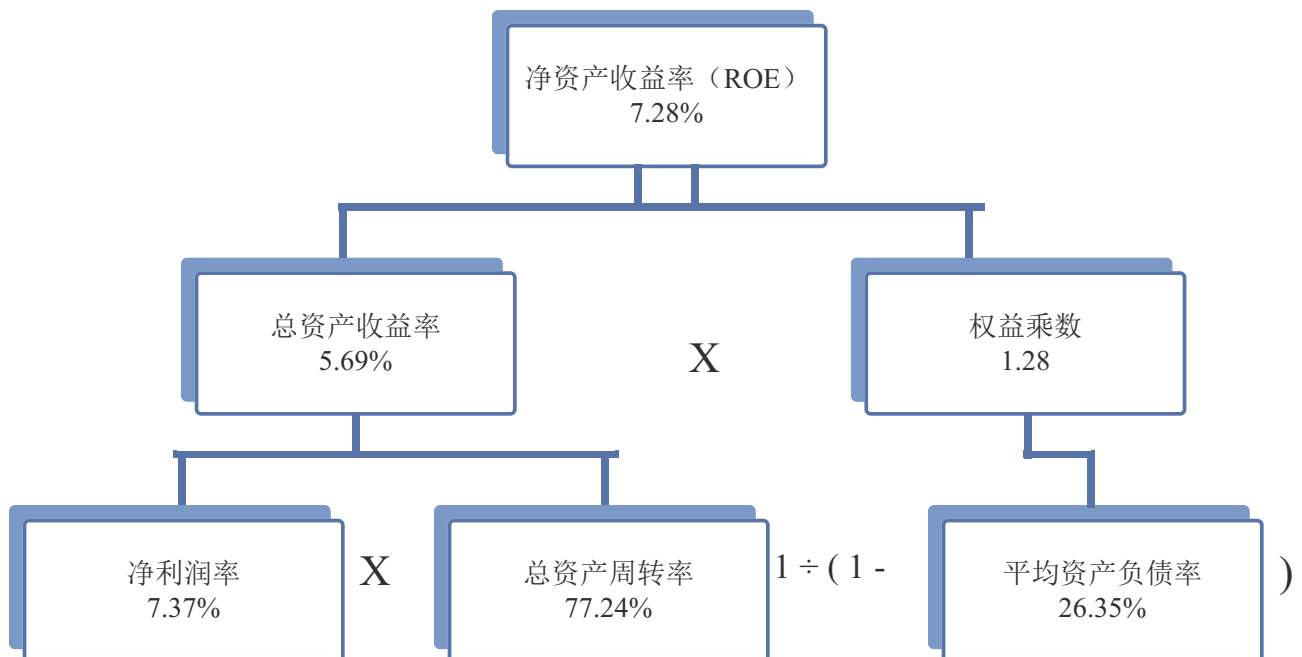 净资产收益率（ROE）
7.28%
总资产收益率
5.69%
X
权益乘数
1.28
净利润率
7.37%
X
总资产周转率
77.24%
1 ÷ ( 1 -
平均资产负债率
26.35%
)